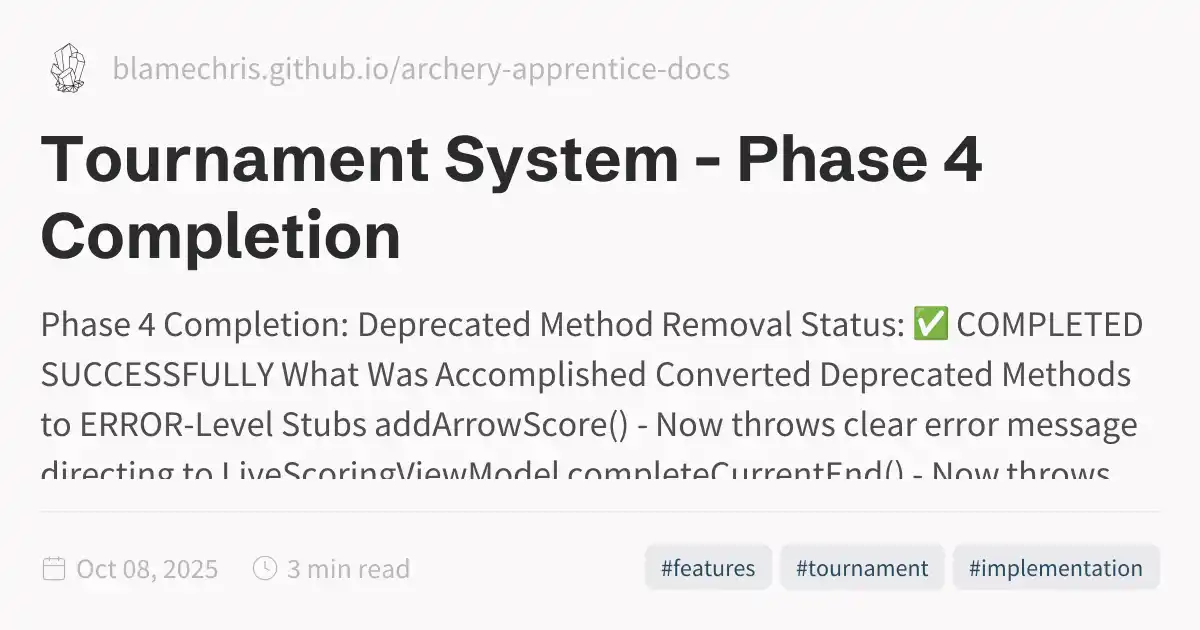 blamechris.github.io/archery-apprentice-docs
Tournament System - Phase 4
Completion
Phase 4 Completion: Deprecated Method Removal Status: ✅ COMPLETED
SUCCESSFULLY What Was Accomplished Converted Deprecated Methods
to ERROR-Level Stubs addArrowScore() - Now throws clear error message
directing to LiveScoringViewModel completeCurrentEnd() - Now throws
Oct 08, 2025
3 min read
#features
#tournament
#implementation